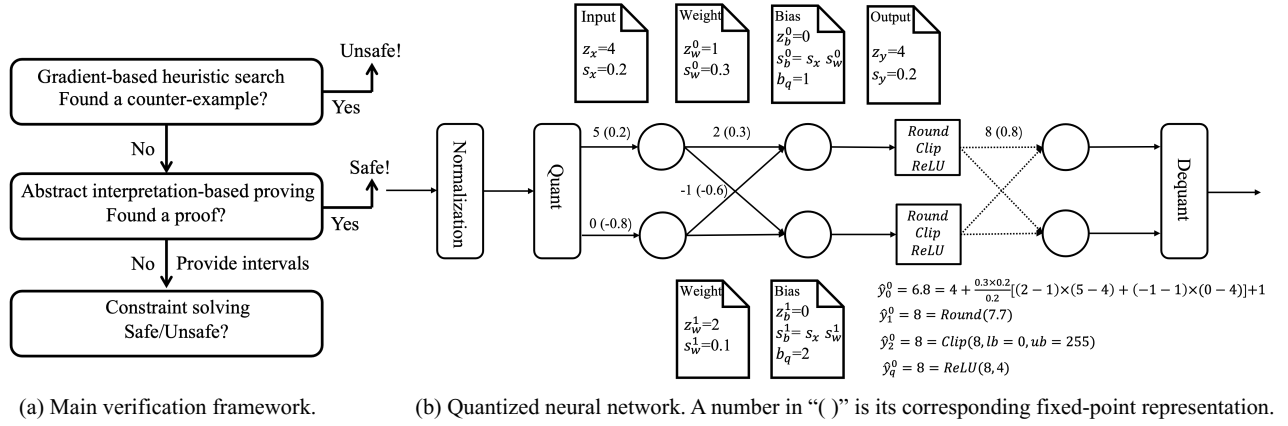 Gradient-based heuristic search
Found a counter-example?
Unsafe!
Yes
No
Abstract interpretation-based proving
Found a proof?
Safe!
Yes
No
Provide intervals
Constraint solving
Safe/Unsafe?
(a) Main verification framework.
Input
z_x=4
s_x=0.2
Weight
z_w^0=1
s_w^0=0.3
Bias
z_b^0=0
s_b^0= s_x s_w^0
b_q=1
Output
z_y=4
s_y=0.2
Normalization
Quant
5 (0.2)
0 (-0.8)
2 (0.3)
-1 (-0.6)
Round
Clip
ReLU
Round
Clip
ReLU
8 (0.8)
Dequant
Weight
z_w^1=2
s_w^1=0.1
Bias
z_b^1=0
s_b^1= s_x s_w^1
b_q=2
ŷ_0^0 = 6.8 = 4 + 0.3×0.2/0.2 [(2 − 1)×(5 − 4) + (−1 − 1)×(0 − 4)]+1
ŷ_1^0 = 8 = Round(7.7)
ŷ_2^0 = 8 = Clip(8, lb = 0, ub = 255)
ŷ_q^0 = 8 = ReLU(8,4)
(b) Quantized neural network. A number in “( )” is its corresponding fixed-point representation.